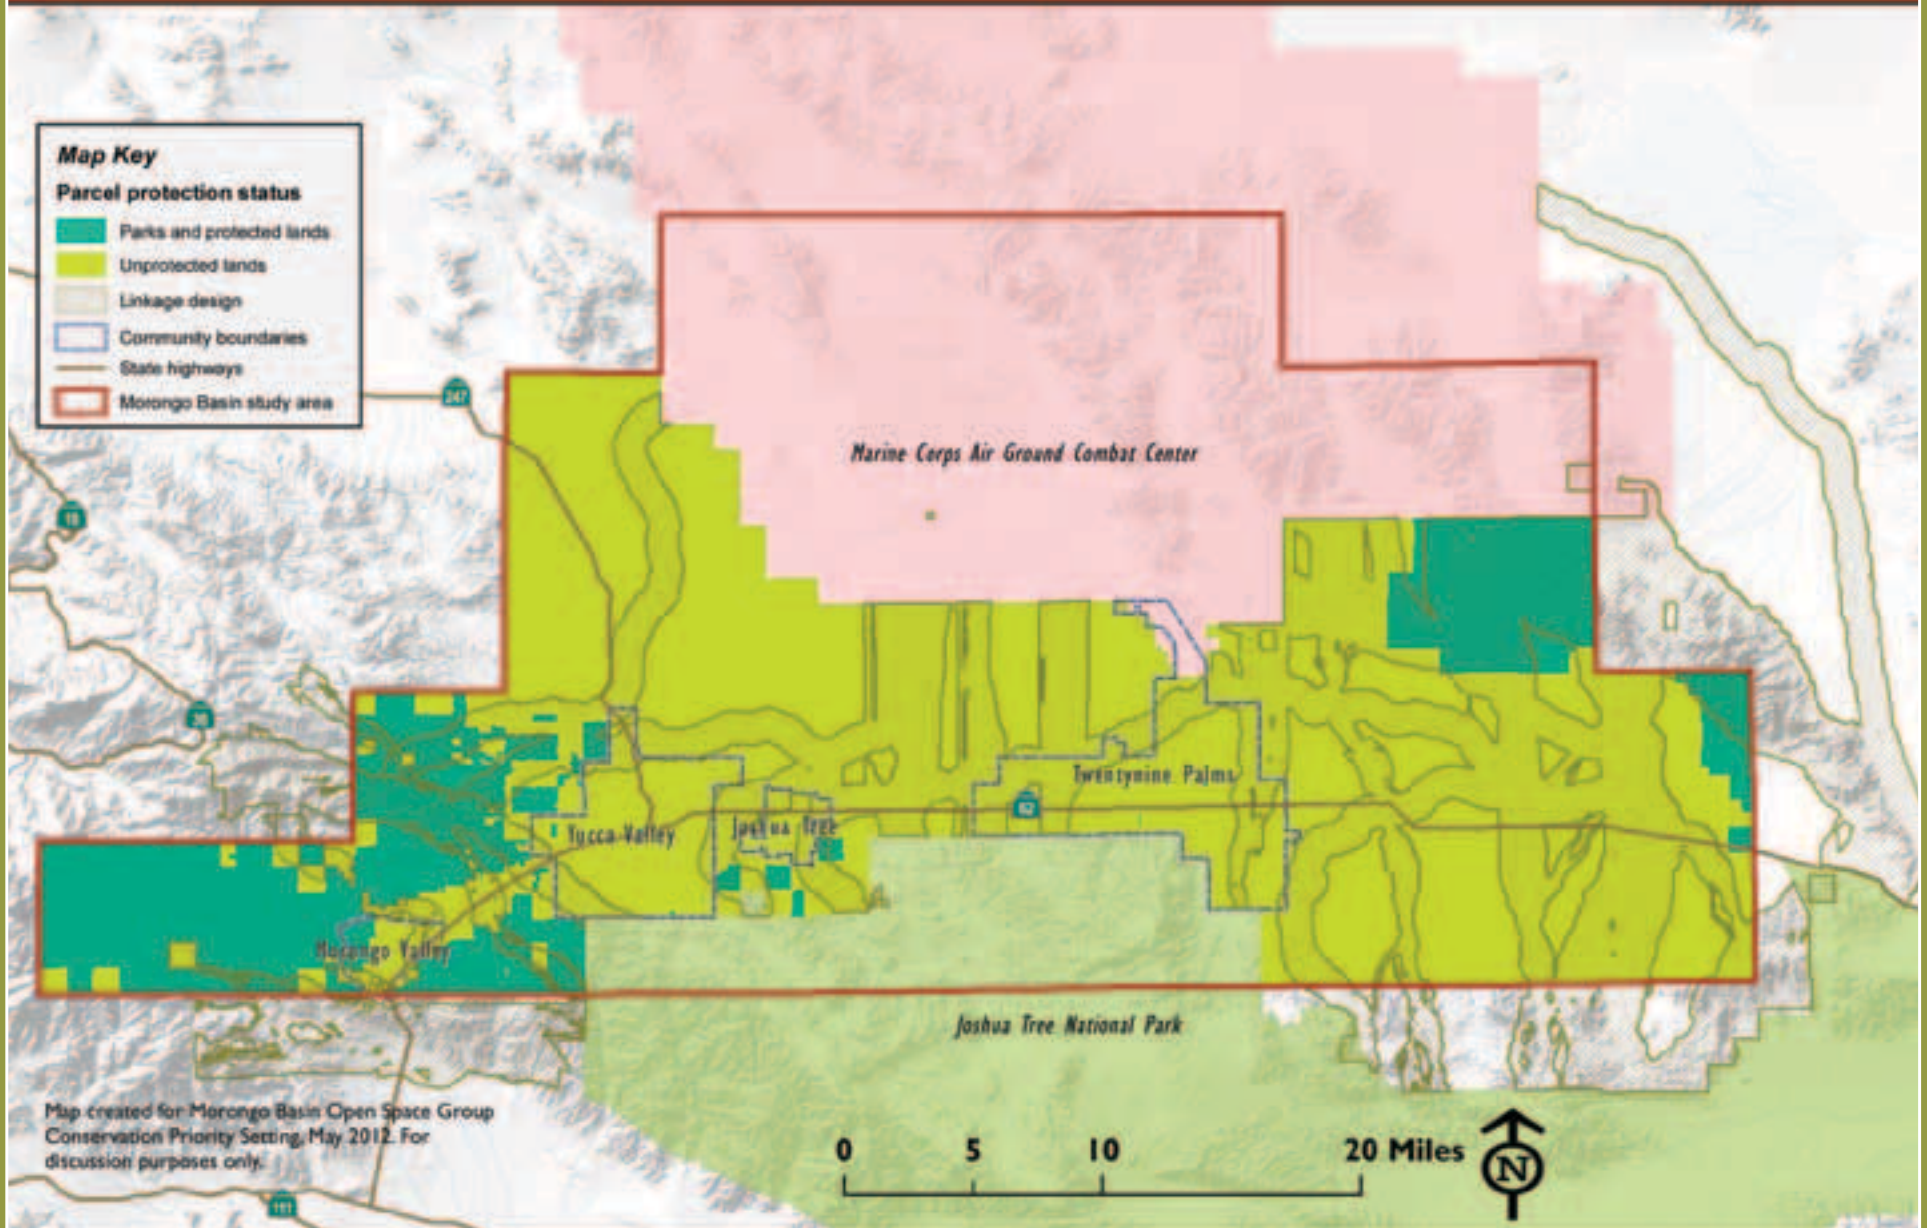 Map Key
Parcel protection status
Parks and protected lands
Unprotected lands
Linkage design
Community boundaries
State highways
Morongo Basin study area
247
18
38
62
111
Marine Corps Air Ground Combat Center
Twentynine Palms
Yucca Valley
Joshua Tree
Morongo Valley
Joshua Tree National Park
Map created for Morongo Basin Open Space Group
Conservation Priority Setting, May 2012. For
discussion purposes only.
0 5 10 20 Miles
N